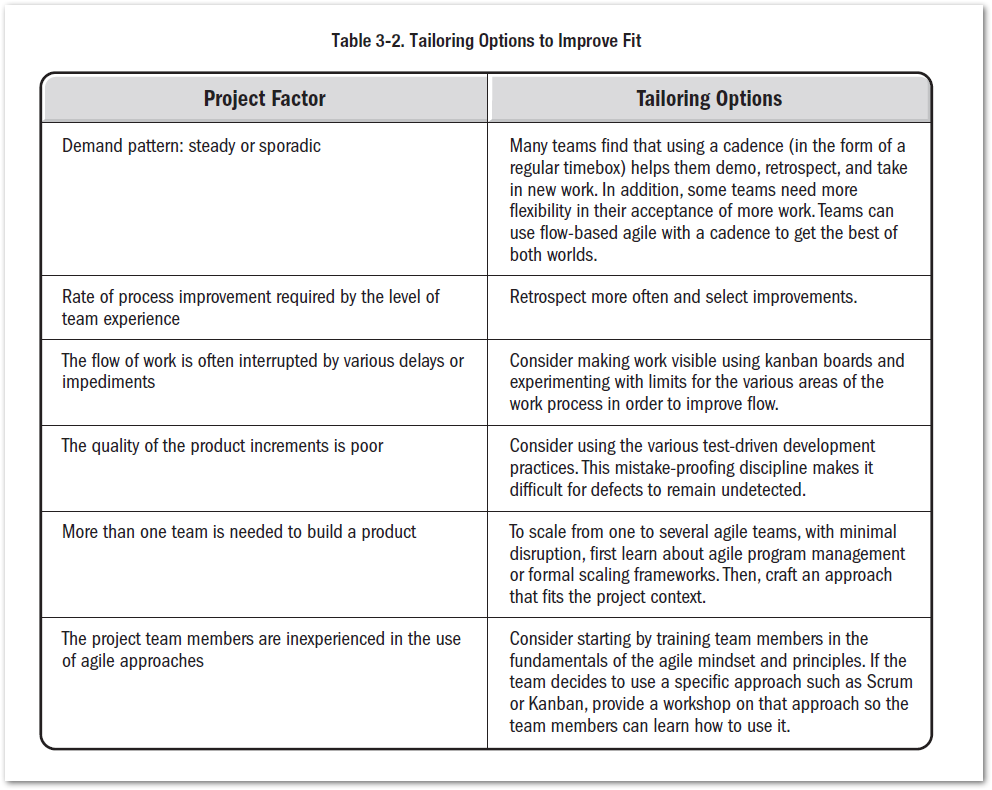 Table 3-2. Tailoring Options to Improve Fit
Project Factor
Tailoring Options
Demand pattern: steady or sporadic
Many teams find that using a cadence (in the form of a
regular timebox) helps them demo, retrospect, and take
in new work. In addition, some teams need more
flexibility in their acceptance of more work. Teams can
use flow-based agile with a cadence to get the best of
both worlds.
Rate of process improvement required by the level of
team experience
Retrospect more often and select improvements.
The flow of work is often interrupted by various delays or
impediments
Consider making work visible using kanban boards and
experimenting with limits for the various areas of the
work process in order to improve flow.
The quality of the product increments is poor
Consider using the various test-driven development
practices. This mistake-proofing discipline makes it
difficult for defects to remain undetected.
More than one team is needed to build a product
To scale from one to several agile teams, with minimal
disruption, first learn about agile program management
or formal scaling frameworks. Then, craft an approach
that fits the project context.
The project team members are inexperienced in the use
of agile approaches
Consider starting by training team members in the
fundamentals of the agile mindset and principles. If the
team decides to use a specific approach such as Scrum
or Kanban, provide a workshop on that approach so the
team members can learn how to use it.